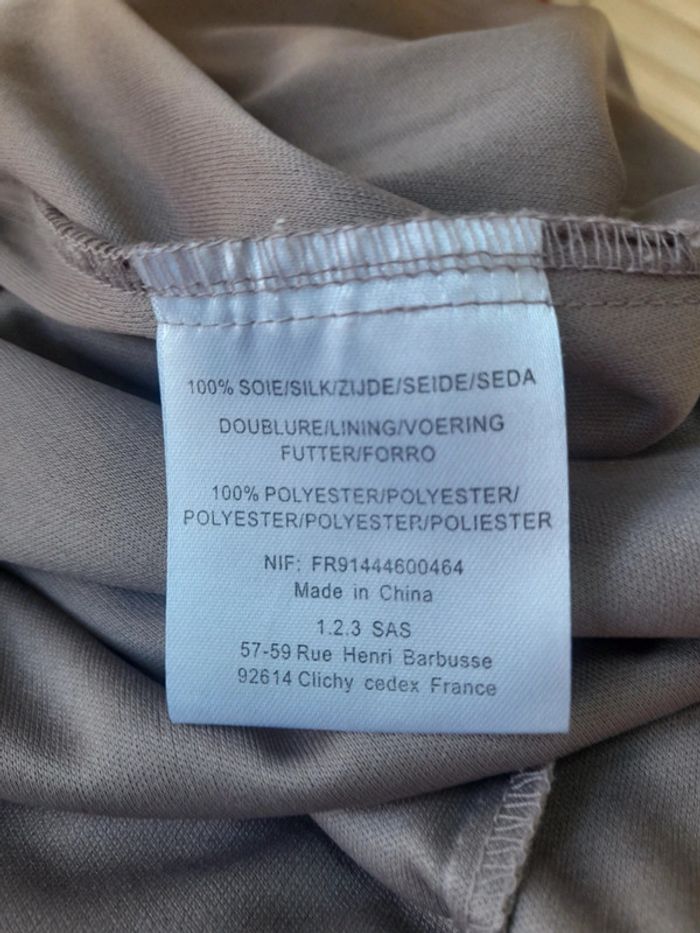 100% SOIE/SILK/ZIJDE/SEIDE/SEDA
DOUBLURE/LINING/VOERING
FUTTER/FORRO
100% POLYESTER/POLYESTER/
POLYESTER/POLYESTER/POLIESTER
NIF: FR91444600464
Made in China
1.2.3 SAS
57-59 Rue Henri Barbusse
92614 Clichy cedex France